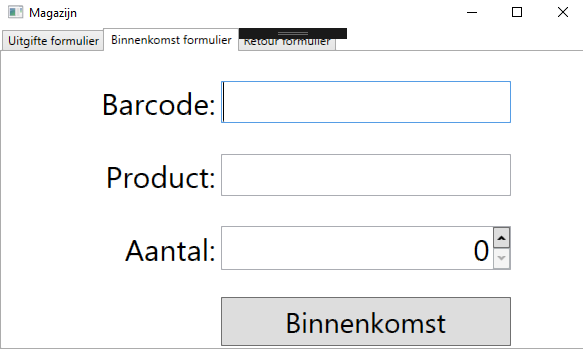 Magazijn
Uitgifte formulier
Binnenkomst formulier
Retour formulier
Barcode:
Product:
Aantal:
0
Binnenkomst